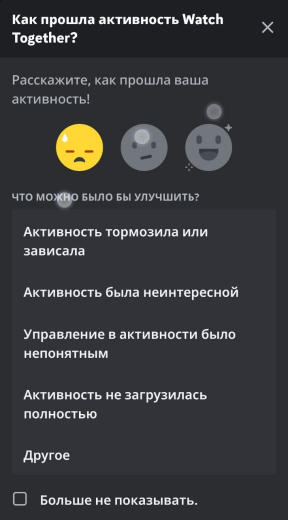 Как прошла активность Watch
Together?
Расскажите, как прошла ваша
активность!
ЧТО МОЖНО БЫЛО БЫ УЛУЧШИТЬ?
Активность тормозила или
зависала
Активность была неинтересной
Управление в активности было
непонятным
Активность не загрузилась
полностью
Другое
Больше не показывать.